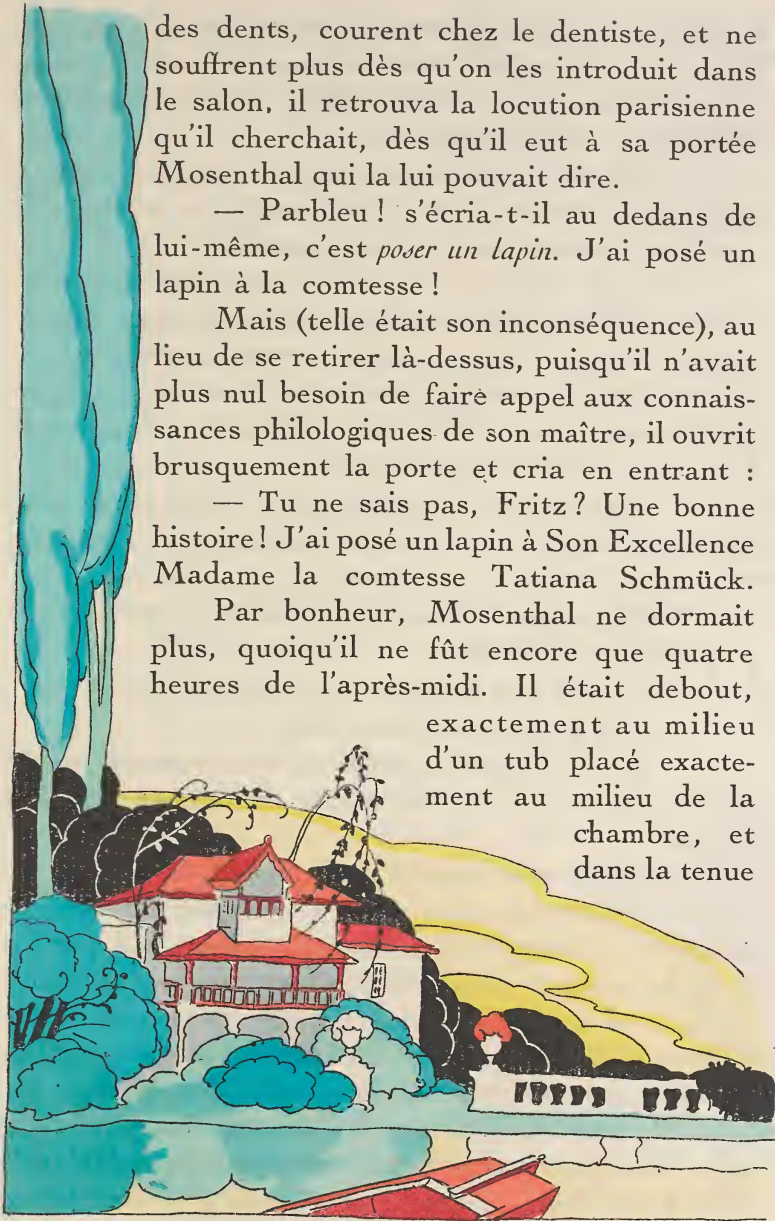 des dents, courent chez le dentiste, et ne
souffrent plus dès qu'on les introduit dans
le salon, il retrouva la locution parisienne
qu'il cherchait, dès qu'il eut à sa portée
Mosenthal qui la lui pouvait dire.
— Parbleu ! s'écria-t-il au dedans de
lui-même, c'est poser un lapin. J'ai posé un
lapin à la comtesse !
Mais (telle était son inconséquence), au
lieu de se retirer là-dessus, puisqu'il n'avait
plus nul besoin de faire appel aux connais-
sances philologiques de son maître, il ouvrit
brusquement la porte et cria en entrant :
— Tu ne sais pas, Fritz ? Une bonne
histoire ! J'ai posé un lapin à Son Excellence
Madame la comtesse Tatiana Schmück.
Par bonheur, Mosenthal ne dormait
plus, quoiqu'il ne fût encore que quatre
heures de l'après-midi. Il était debout,
exactement au milieu
d'un tub placé exacte-
ment au milieu de la
chambre, et
dans la tenue